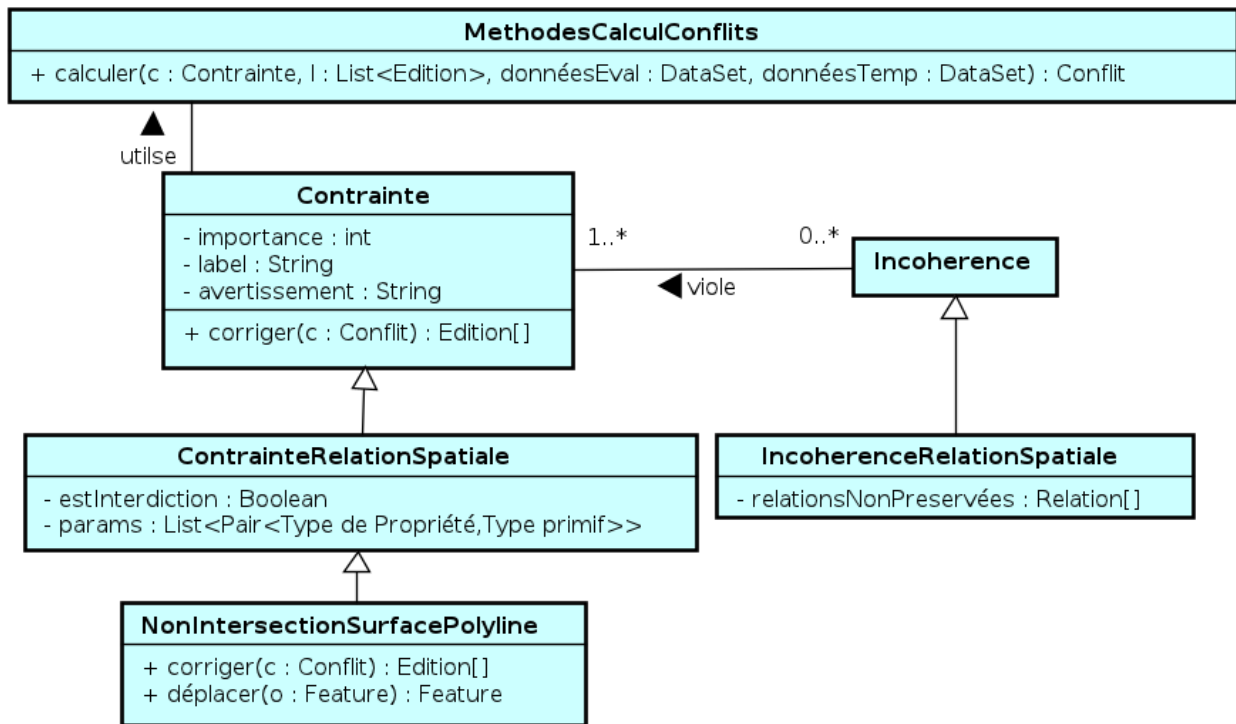 MethodesCalculConflits
+ calculer(c : Contrainte, l : List<Edition>, donnéesEval : DataSet, donnéesTemp : DataSet) : Conflit
utilse
Contrainte
- importance : int
- label : String
- avertissement : String
+ corriger(c : Conflit) : Edition[]
1..*
0..*
viole
Incoherence
ContrainteRelationSpatiale
- estInterdiction : Boolean
- params : List<Pair<Type de Propriété,Type primif>>
IncoherenceRelationSpatiale
- relationsNonPreservées : Relation[]
NonIntersectionSurfacePolyline
+ corriger(c : Conflit) : Edition[]
+ déplacer(o : Feature) : Feature